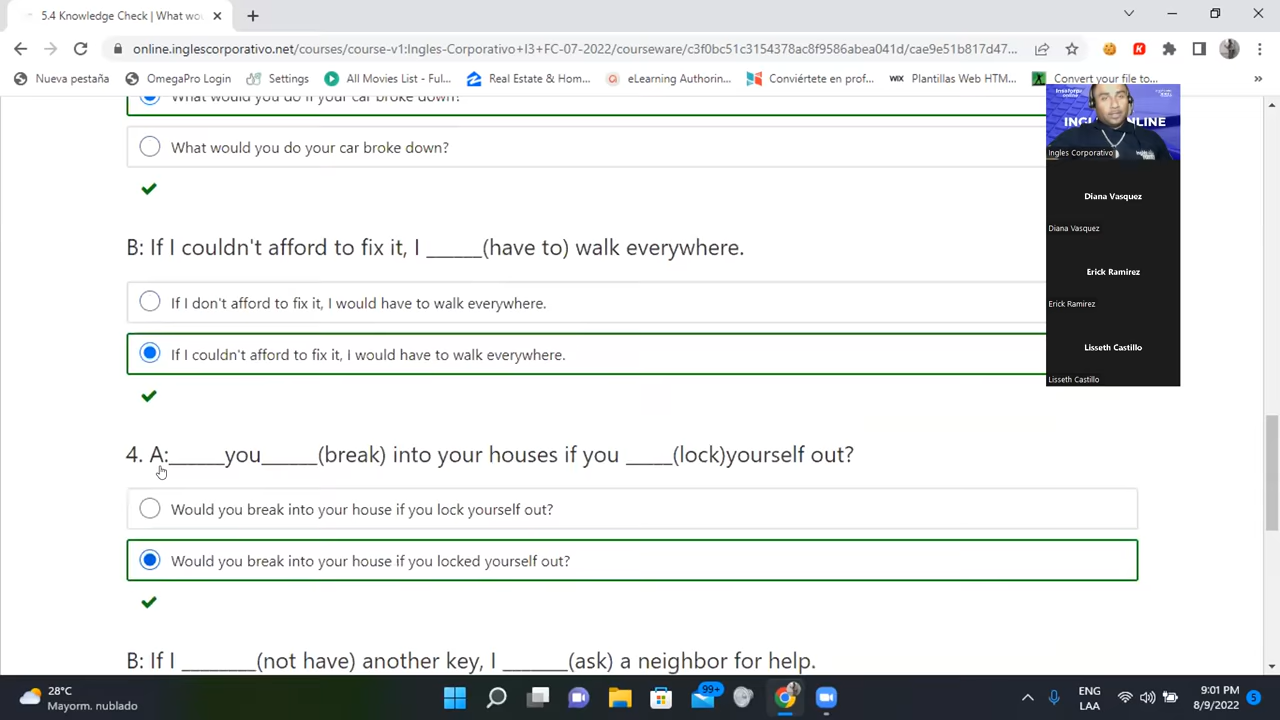 5.4 Knowledge Check | What wou
online.inglescorporativo.net/courses/course-v1:Ingles-Corporativo+I3+FC-07-2022/courseware/c3f0bc51c3154378ac8f9586abea041d/cae9e51b817d47...
Nueva pestaña
OmegaPro Login
Settings
All Movies List - Ful...
Real Estate & Hom...
eLearning Authorin...
Conviértete en prof...
WIX Plantillas Web HTM...
Convert your file to...
»
What would you do if your car broke down?
What would you do your car broke down?
INGLES ONLINE
Ingles Corporativo
Diana Vasquez
Diana Vasquez
Erick Ramirez
Erick Ramirez
Lisseth Castillo
Lisseth Castillo
B: If I couldn't afford to fix it, I ______(have to) walk everywhere.
If I don't afford to fix it, I would have to walk everywhere.
If I couldn't afford to fix it, I would have to walk everywhere.
4. A:______you______(break) into your houses if you _____(lock)yourself out?
Would you break into your house if you lock yourself out?
Would you break into your house if you locked yourself out?
B: If I ________(not have) another key, I _______(ask) a neighbor for help.
28°C
Mayorm. nublado
99+
ENG
LAA
9:01 PM
8/9/2022
5